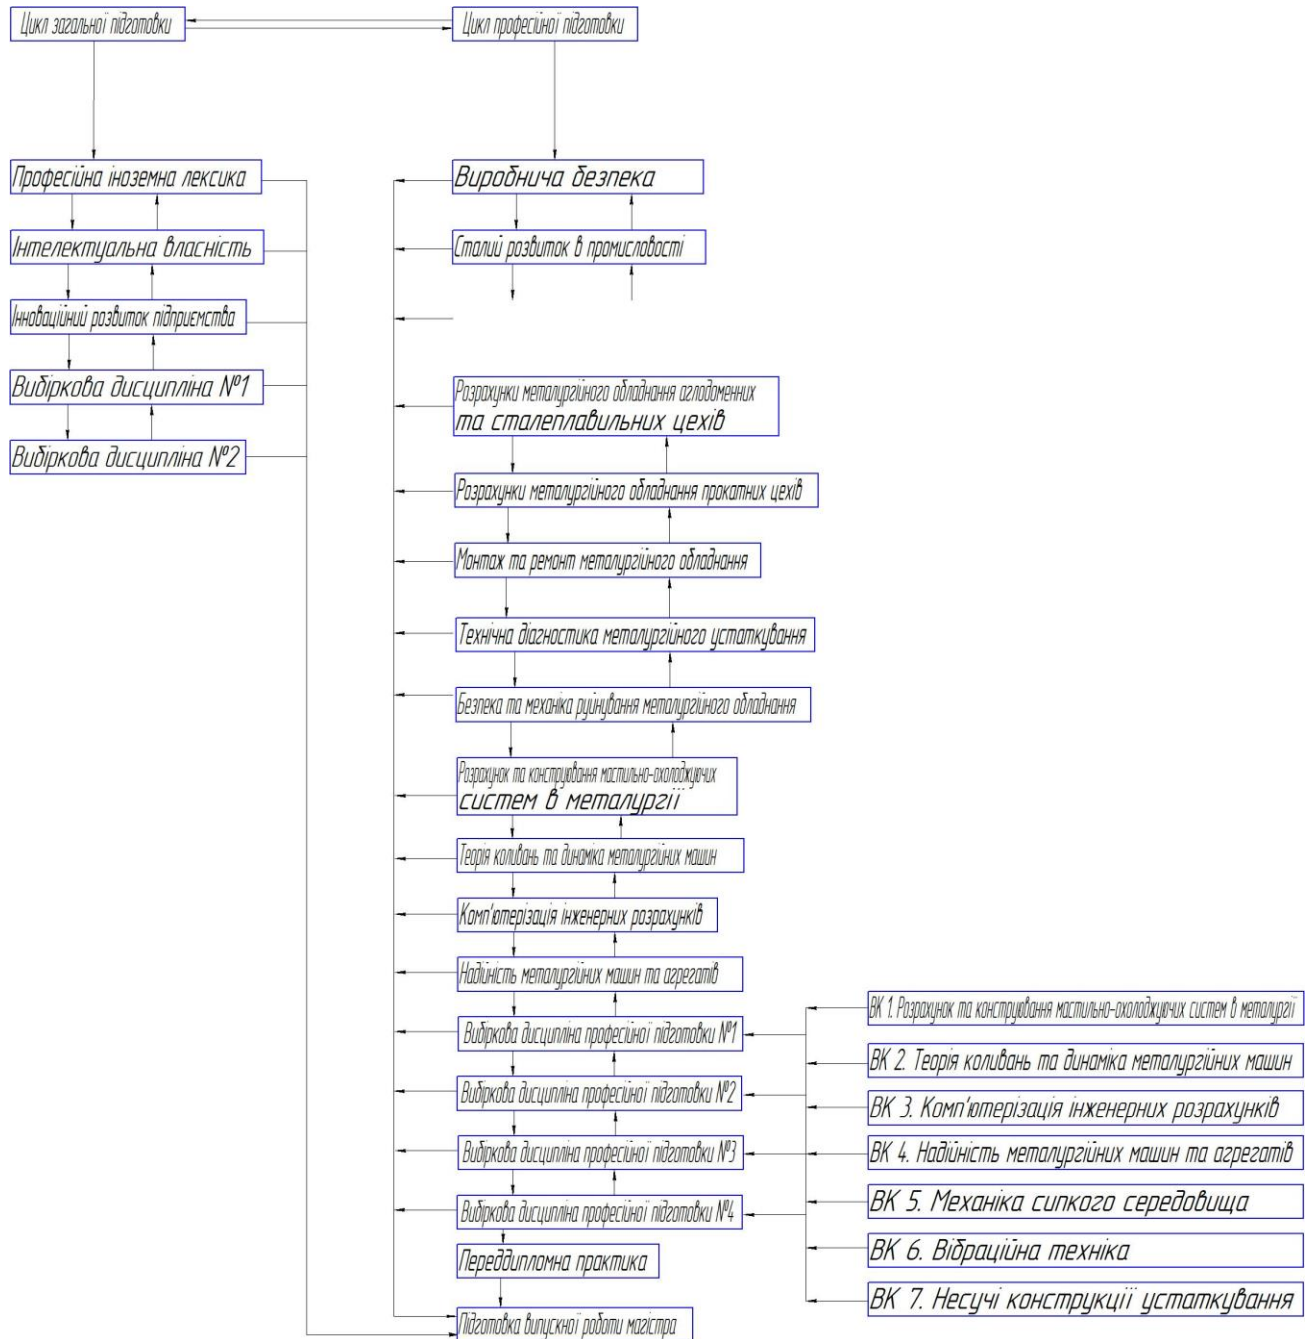 Цикл загальної підготовки
Цикл професійної підготовки
Професійна іноземна лексика
Інтелектуальна власність
Інноваційний розвиток підприємства
Вибіркова дисципліна №1
Вибіркова дисципліна №2
Виробнича безпека
Сталий розвиток в промисловості
Розрахунки металургійного обладнання аглодоменних
та сталеплавильних цехів
Розрахунки металургійного обладнання прокатних цехів
Монтаж та ремонт металургійного обладнання
Технічна діагностика металургійного устаткування
Безпека та механіка руйнування металургійного обладнання
Розрахунок та конструювання мастильно-охолоджуючих
систем в металургії
Теорія коливань та динаміка металургійних машин
Комп'ютерізація інженерних розрахунків
Надійність металургійних машин та агрегатів
Вибіркова дисципліна професійної підготовки №1
Вибіркова дисципліна професійної підготовки №2
Вибіркова дисципліна професійної підготовки №3
Вибіркова дисципліна професійної підготовки №4
Переддипломна практика
Підготовка випускної роботи магістра
ВК 1. Розрахунок та конструювання мастильно-охолоджуючих систем в металургії
ВК 2. Теорія коливань та динаміка металургійних машин
ВК 3. Комп'ютерізація інженерних розрахунків
ВК 4. Надійність металургійних машин та агрегатів
ВК 5. Механіка сипкого середовища
ВК 6. Вібраційна техніка
ВК 7. Несучі конструкції устаткування